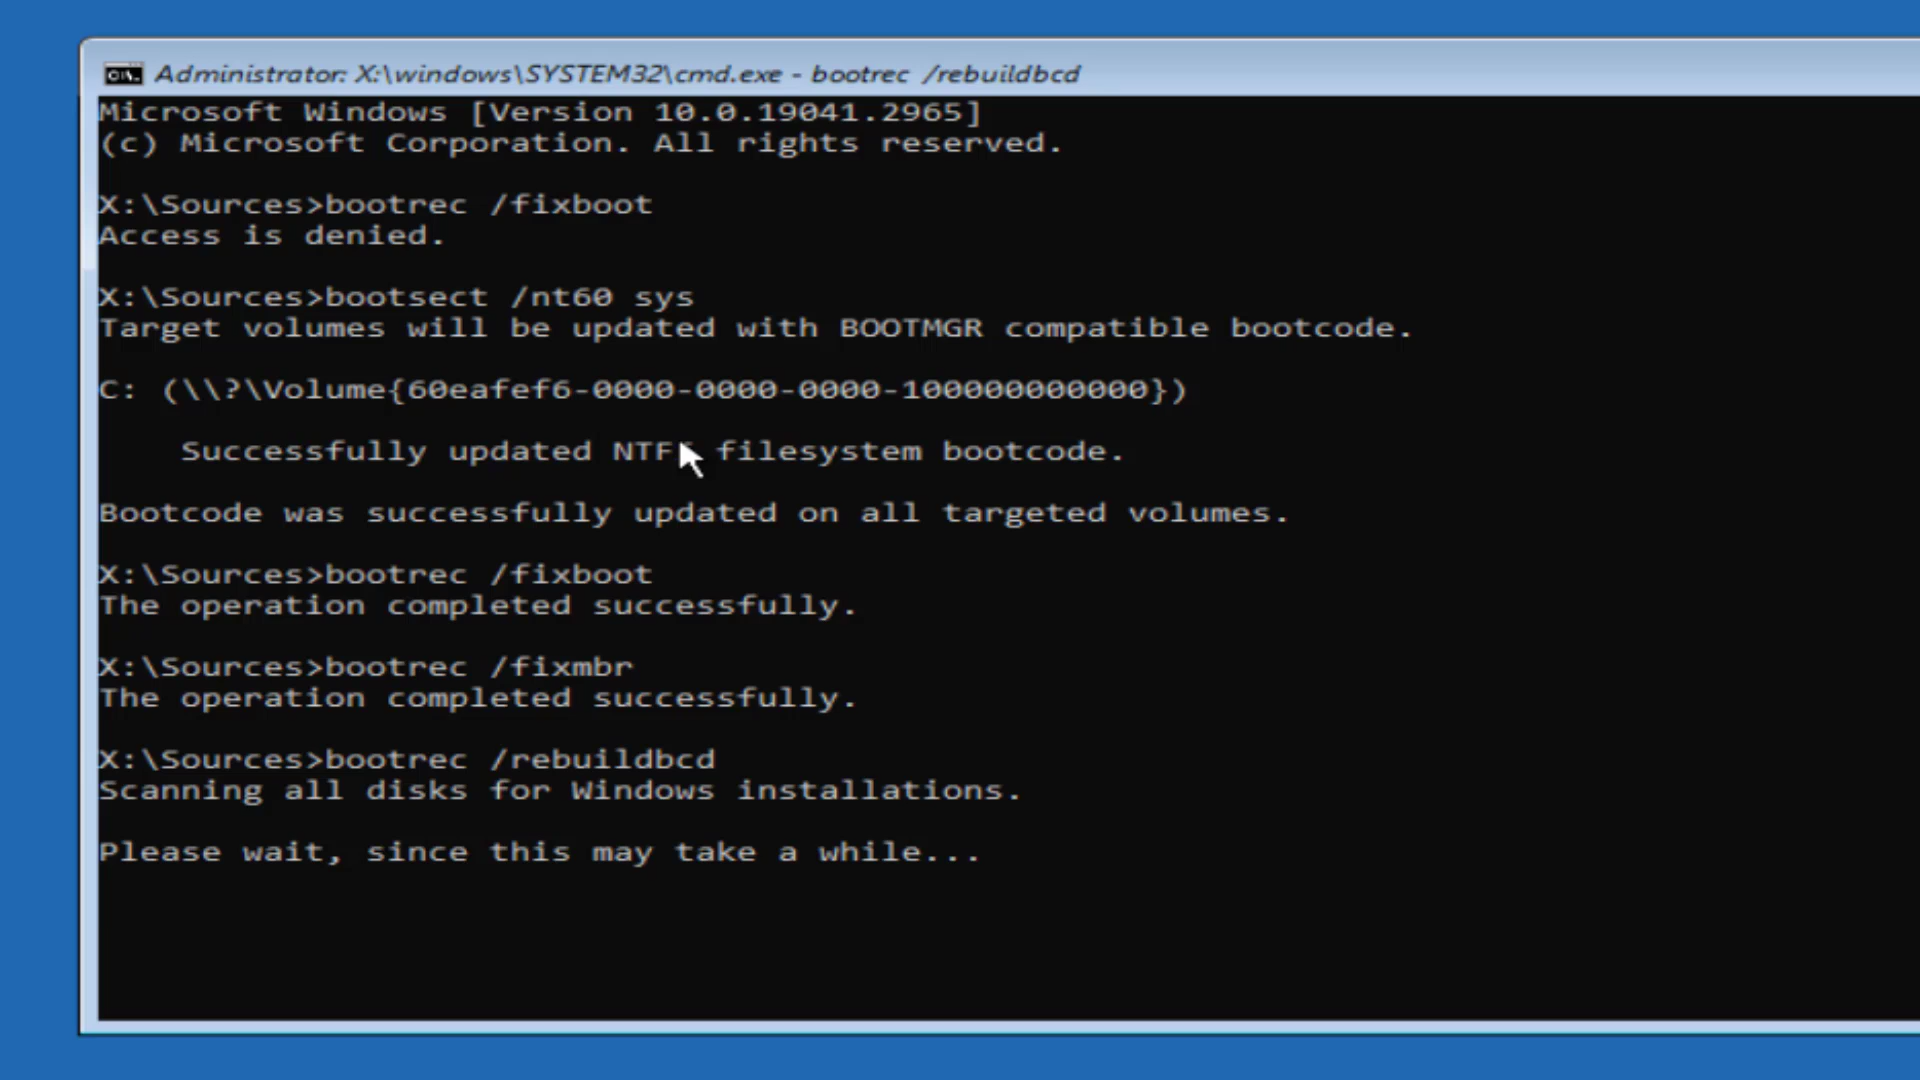 Administrator: X:\windows\SYSTEM32\cmd.exe - bootrec /rebuildbcd
Microsoft Windows [Version 10.0.19041.2965]
(c) Microsoft Corporation. All rights reserved.
X:\Sources>bootrec /fixboot
Access is denied.
X:\Sources>bootsect /nt60 sys
Target volumes will be updated with BOOTMGR compatible bootcode.
C: (\\?\Volume{60eafef6-0000-0000-0000-100000000000})
Successfully updated NTFS filesystem bootcode.
Bootcode was successfully updated on all targeted volumes.
X:\Sources>bootrec /fixboot
The operation completed successfully.
X:\Sources>bootrec /fixmbr
The operation completed successfully.
X:\Sources>bootrec /rebuildbcd
Scanning all disks for Windows installations.
Please wait, since this may take a while...